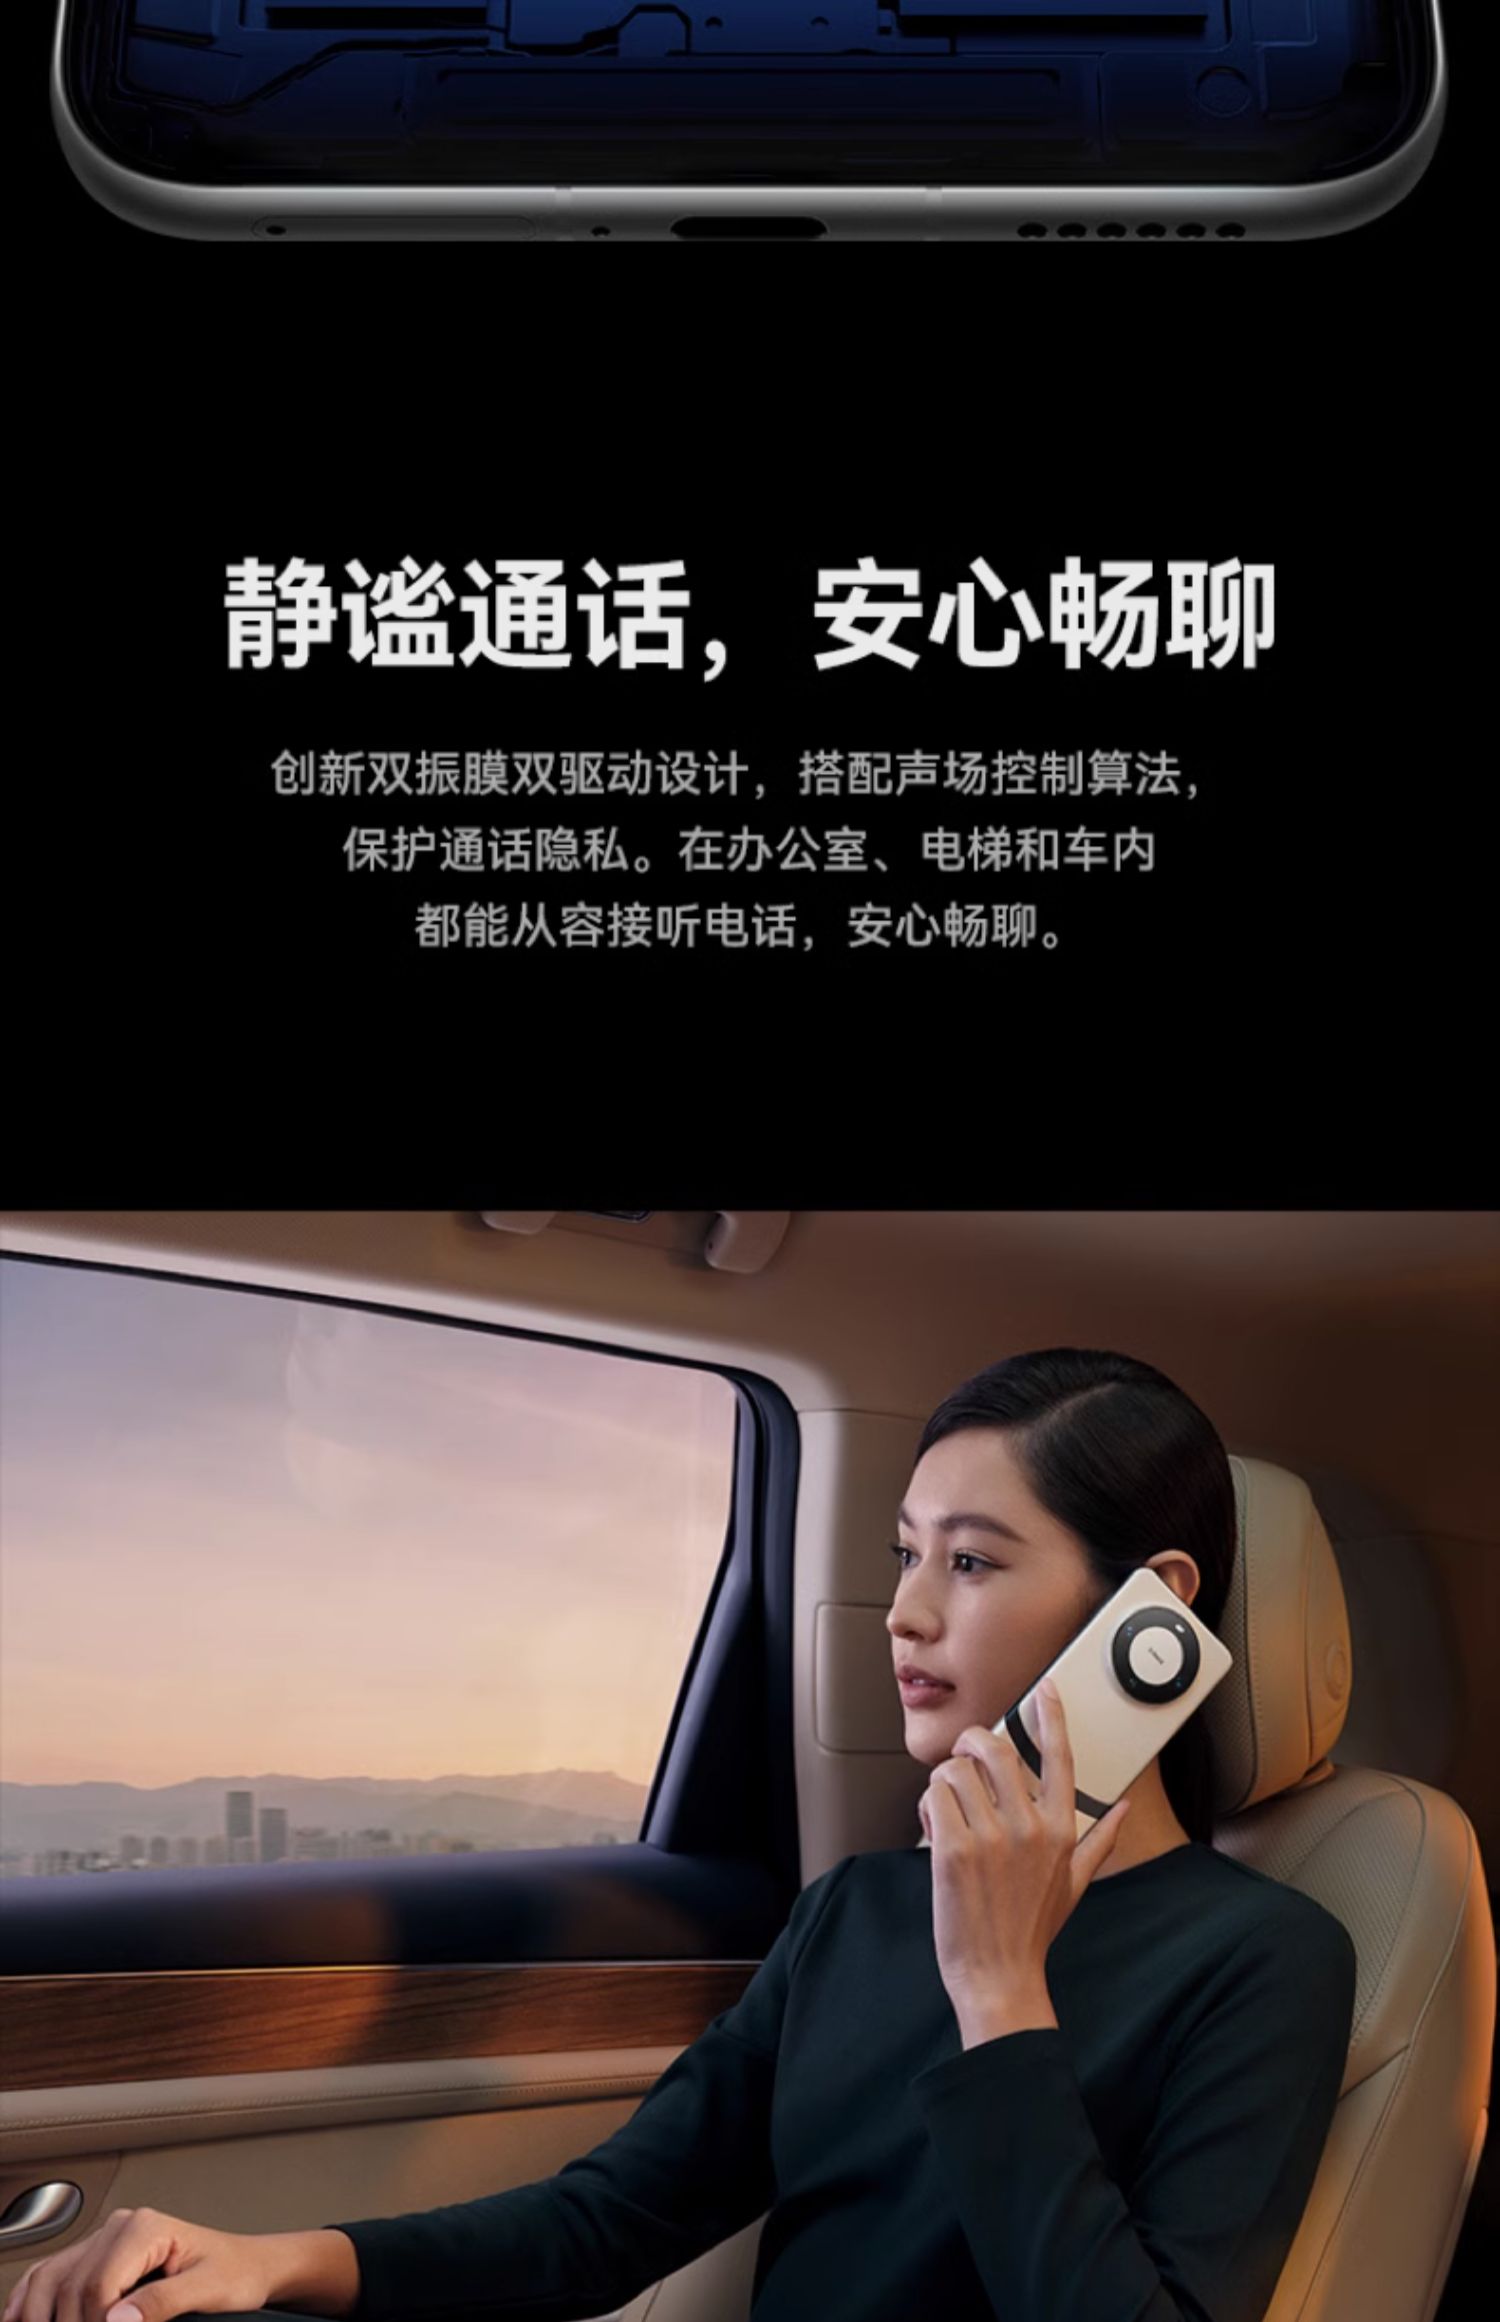 静谧通话，安心畅聊
创新双振膜双驱动设计，搭配声场控制算法，
保护通话隐私。在办公室、电梯和车内
都能从容接听电话，安心畅聊。